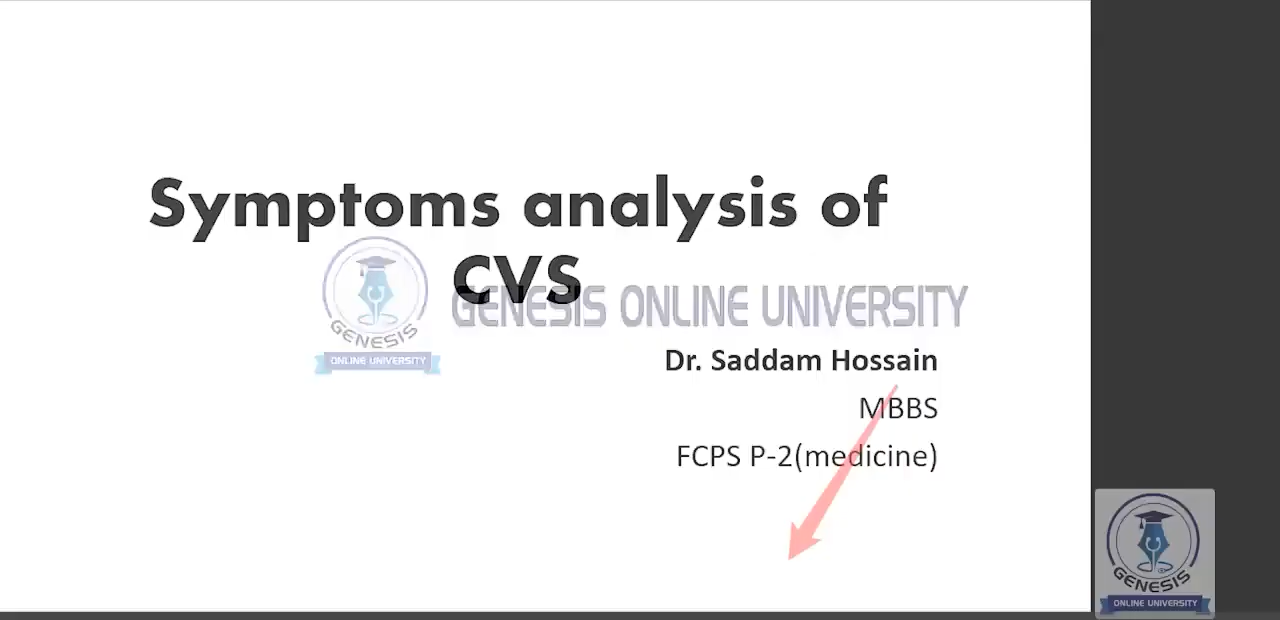 Symptoms analysis of
CVS
GENESIS ONLINE UNIVERSITY
GENESIS
ONLINE UNIVERSITY
Dr. Saddam Hossain
MBBS
FCPS P-2(medicine)
GENESIS
ONLINE UNIVERSITY